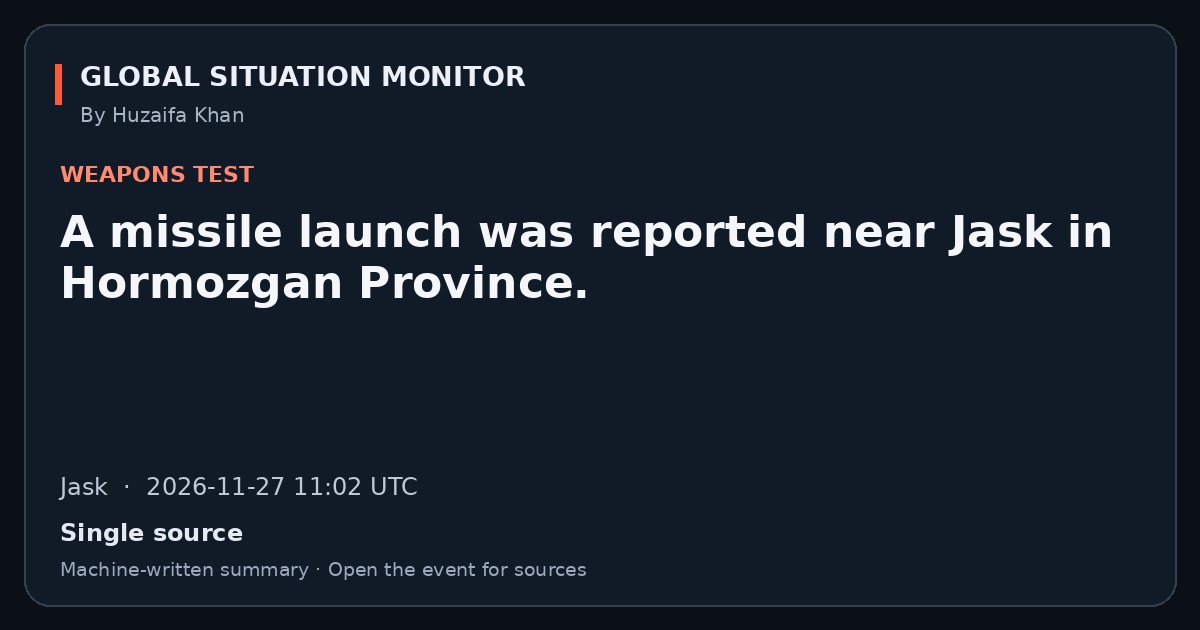 GLOBAL SITUATION MONITOR
By Huzaifa Khan
WEAPONS TEST
A missile launch was reported near Jask in
Hormozgan Province.
Jask · 2026-11-27 11:02 UTC
Single source
Machine-written summary · Open the event for sources